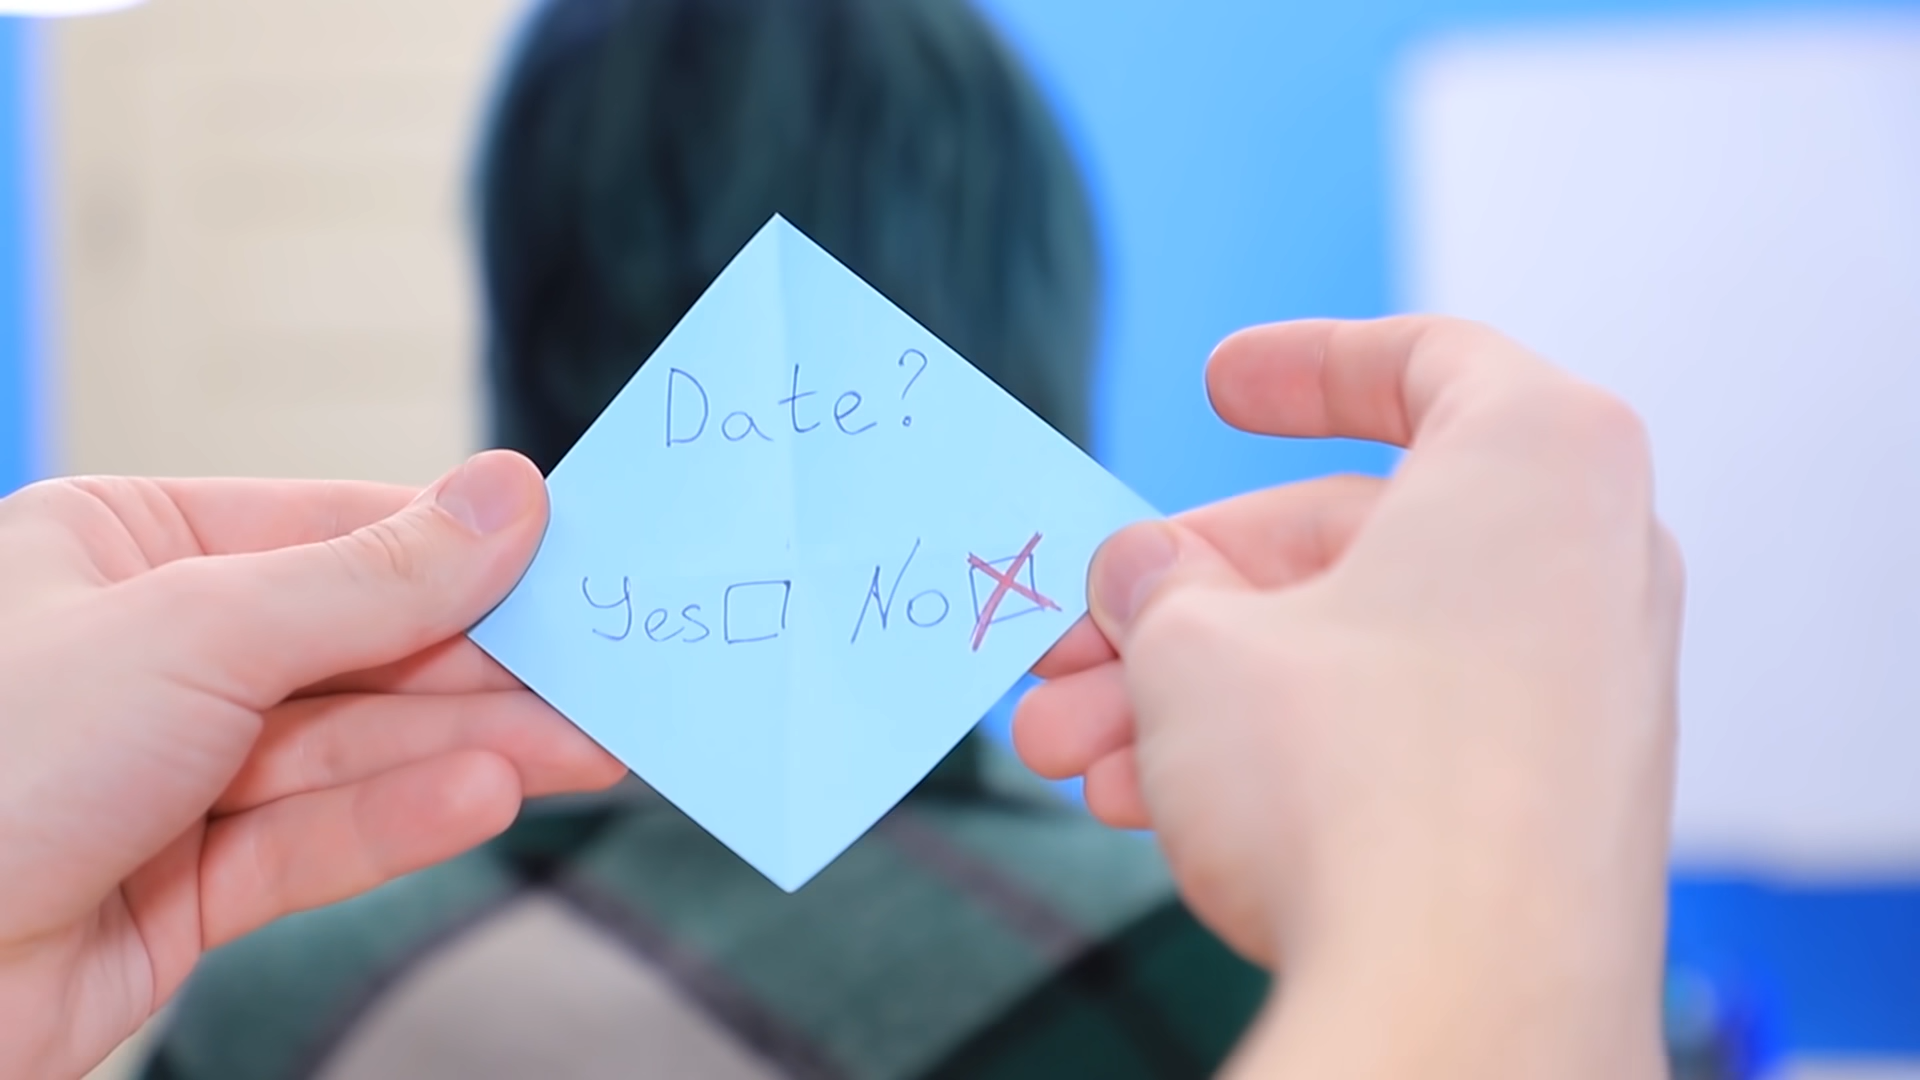 Date?
Yes☐ No☒